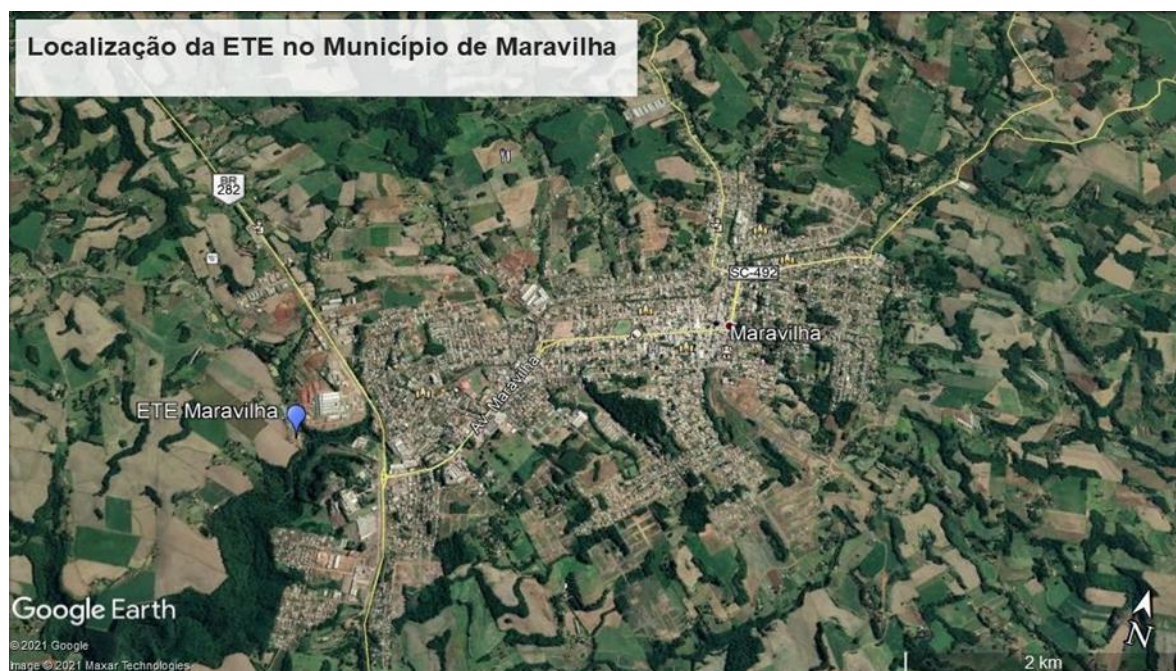 Localização da ETE no Município de Maravilha
BR
282
SC-492
Maravilha
Av. Maravilha
ETE Maravilha
Google Earth
© 2021 Google
Image © 2021 Maxar Technologies
N
2 km